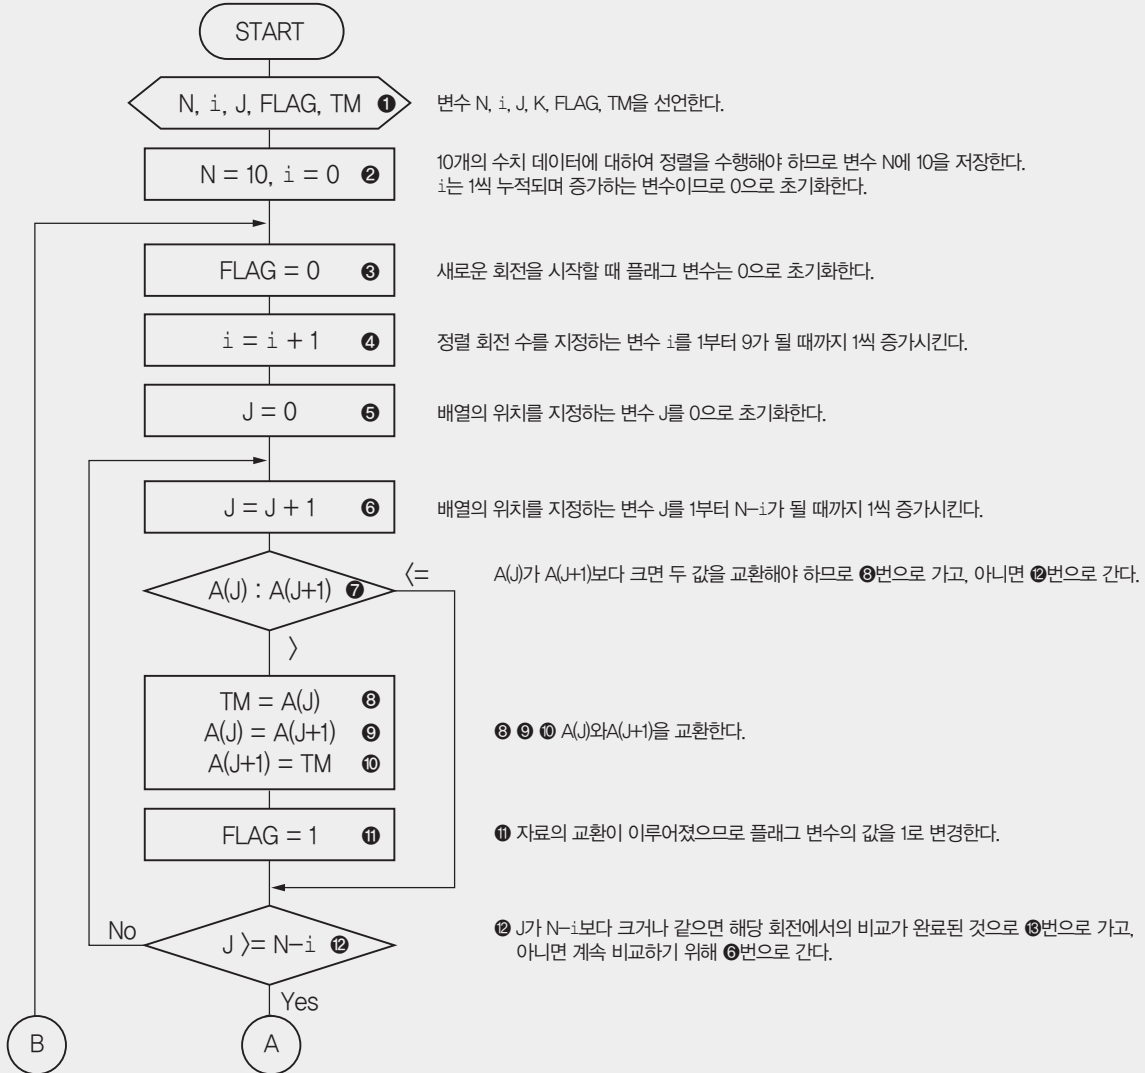 START
N, i, J, FLAG, TM ❶
변수 N, i, J, K, FLAG, TM을 선언한다.
N = 10, i = 0 ❷
10개의 수치 데이터에 대하여 정렬을 수행해야 하므로 변수 N에 10을 저장한다.
i는 1씩 누적되며 증가하는 변수이므로 0으로 초기화한다.
FLAG = 0 ❸
새로운 회전을 시작할 때 플래그 변수는 0으로 초기화한다.
i = i + 1 ❹
정렬 회전 수를 지정하는 변수 i를 1부터 9가 될 때까지 1씩 증가시킨다.
J = 0 ❺
배열의 위치를 지정하는 변수 J를 0으로 초기화한다.
J = J + 1 ❻
배열의 위치를 지정하는 변수 J를 1부터 N-i가 될 때까지 1씩 증가시킨다.
A(J) : A(J+1) ❼
〈=
A(J)가 A(J+1)보다 크면 두 값을 교환해야 하므로 ❽번으로 가고, 아니면 ⓬번으로 간다.
〉
TM = A(J) ❽
A(J) = A(J+1) ❾
A(J+1) = TM ❿
❽ ❾ ❿ A(J)와A(J+1)을 교환한다.
FLAG = 1 ⓫
⓫ 자료의 교환이 이루어졌으므로 플래그 변수의 값을 1로 변경한다.
No
J 〉= N-i ⓬
⓬ J가 N-i보다 크거나 같으면 해당 회전에서의 비교가 완료된 것으로 ⓭번으로 가고,
아니면 계속 비교하기 위해 ❻번으로 간다.
Yes
B
A